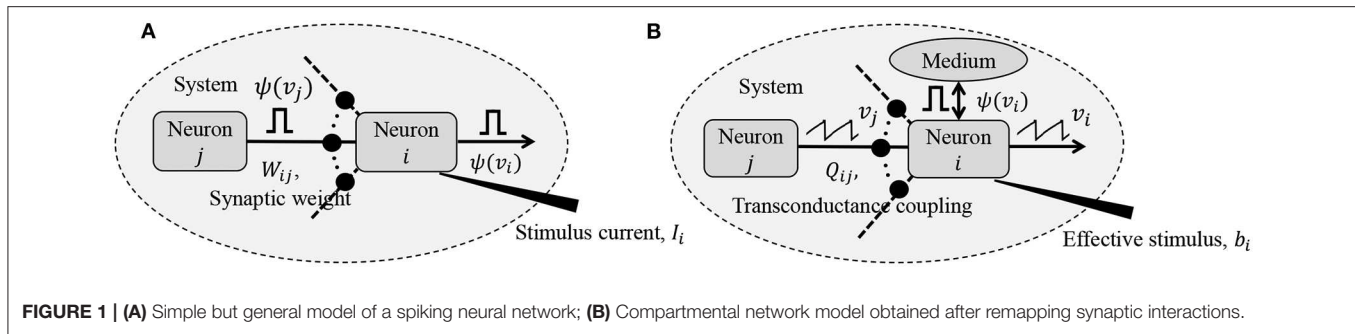 A
System
ψ(v_j)
Neuron
j
W_ij,
Synaptic weight
Neuron
i
ψ(v_i)
Stimulus current, I_i
B
Medium
System
ψ(v_i)
v_j
v_i
Neuron
j
Neuron
i
Q_ij,
Transconductance coupling
Effective stimulus, b_i
FIGURE 1 | (A) Simple but general model of a spiking neural network; (B) Compartmental network model obtained after remapping synaptic interactions.